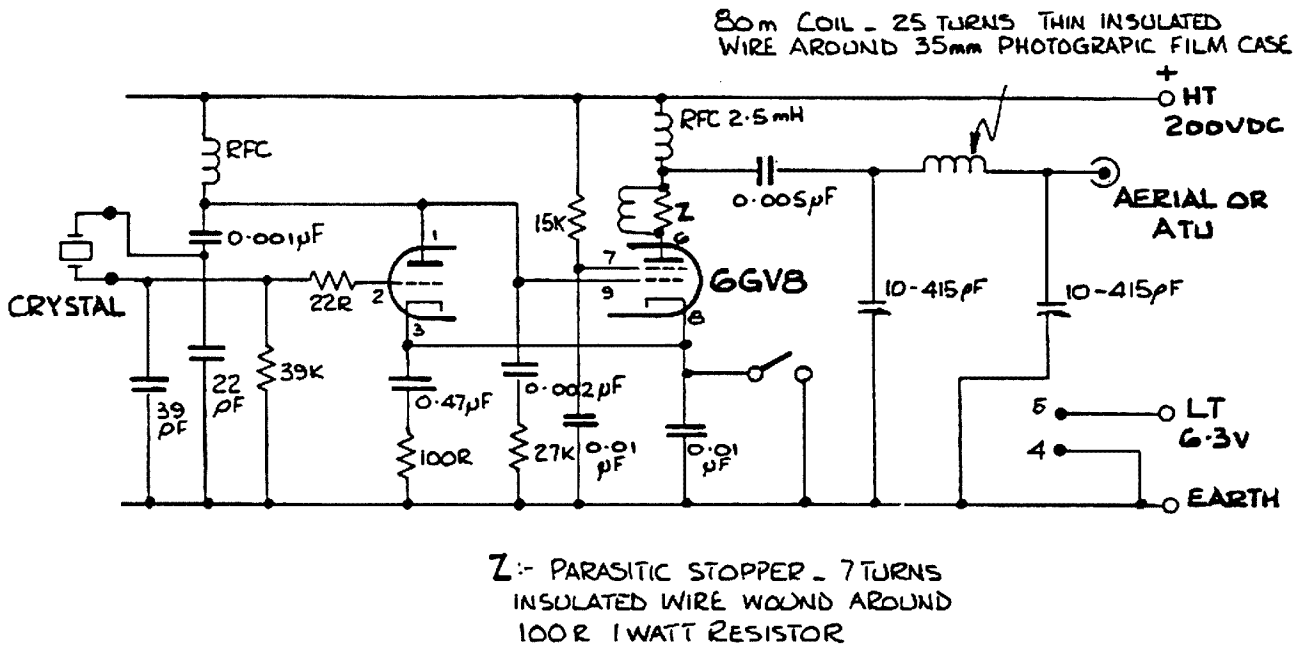 80m COIL - 25 TURNS THIN INSULATED
WIRE AROUND 35mm PHOTOGRAPIC FILM CASE
+
HT
200VDC
RFC
RFC 2.5mH
0.005µF
AERIAL OR
ATU
15K
Z
6
0.001µF
1
7
9
6GV8
8
CRYSTAL
22R
2
3
10-415pF
10-415pF
39
pF
22
pF
39K
0.47µF
0.002µF
100R
27K
0.01
µF
0.01
µF
5
LT
6.3V
4
EARTH
Z:- PARASITIC STOPPER - 7 TURNS
INSULATED WIRE WOUND AROUND
100R 1 WATT RESISTOR